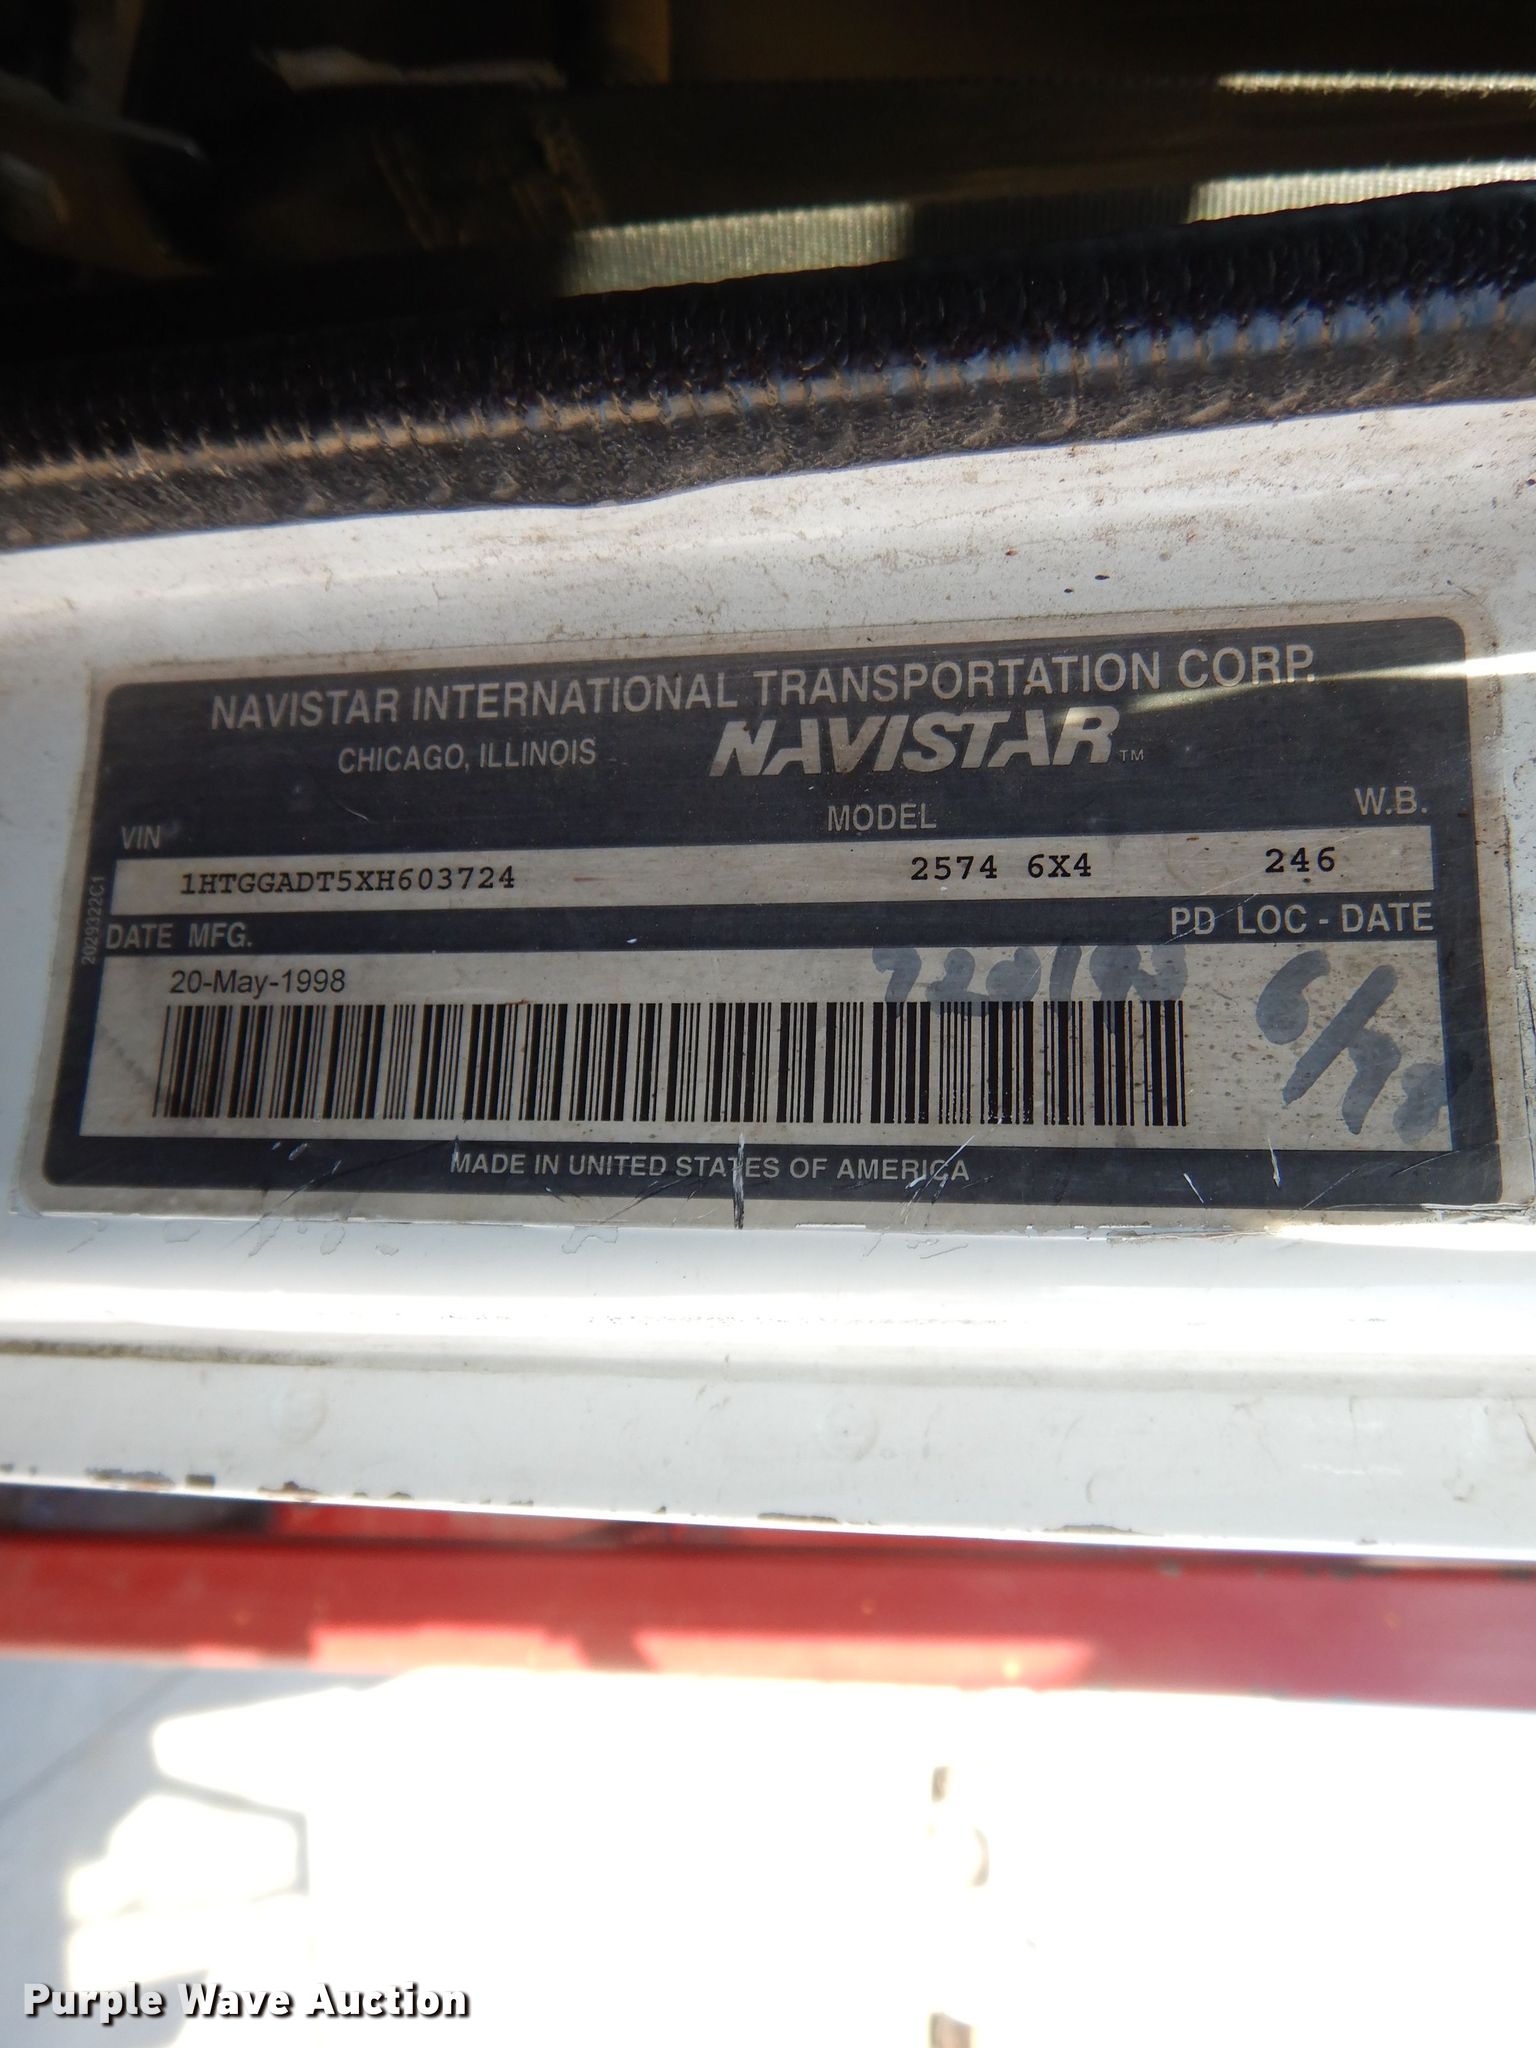 NAVISTAR INTERNATIONAL TRANSPORTATION CORP.
CHICAGO, ILLINOIS NAVISTAR™
VIN MODEL W.B.
1HTGGADT5XH603724 2574 6X4 246
2029322C1
DATE MFG. PD LOC - DATE
20-May-1998
MADE IN UNITED STATES OF AMERICA
Purple Wave Auction